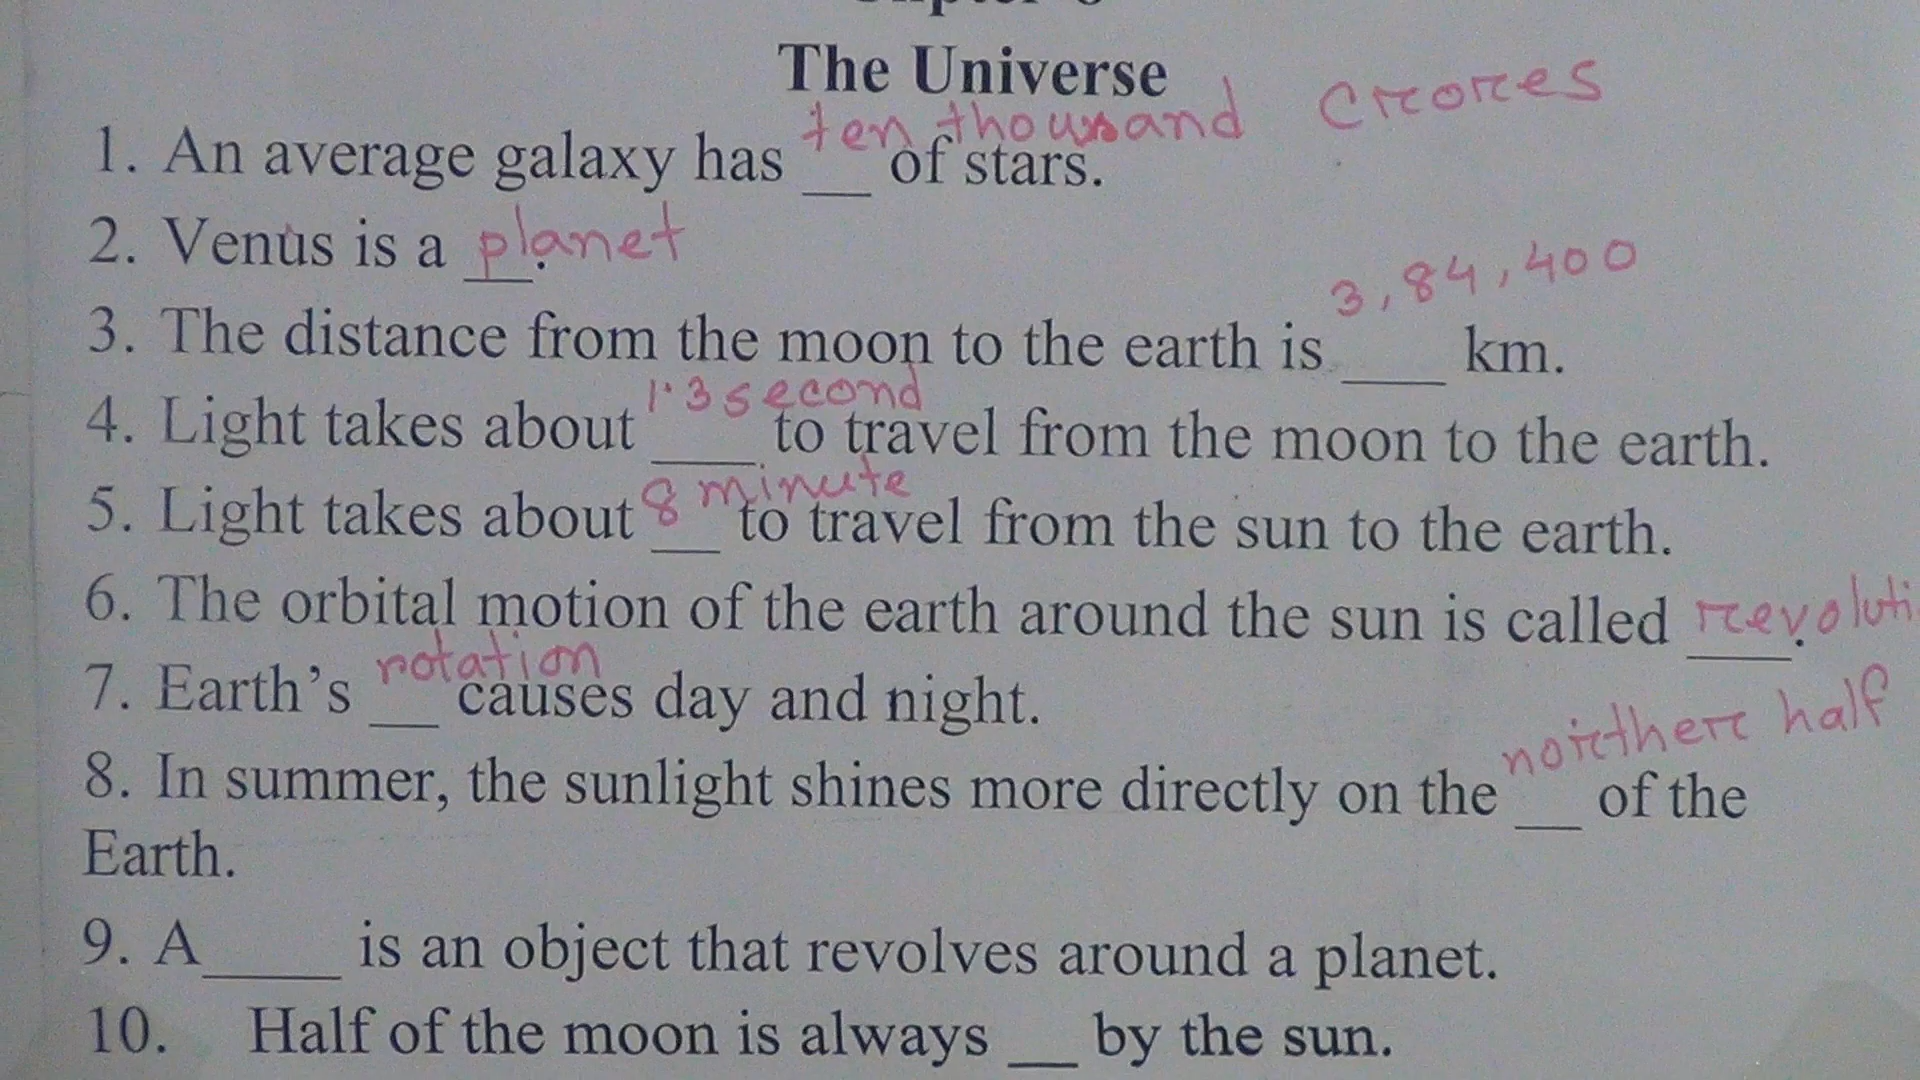 The Universe
ten thousand crores
1. An average galaxy has __ of stars.
2. Venus is a planet __.
3, 84, 400
3. The distance from the moon to the earth is ___ km.
1.3 second
4. Light takes about ___ to travel from the moon to the earth.
8 minute
5. Light takes about __ to travel from the sun to the earth.
6. The orbital motion of the earth around the sun is called ___. revoluti
rotation
7. Earth's __ causes day and night.
northerr half
8. In summer, the sunlight shines more directly on the __ of the
Earth.
9. A____ is an object that revolves around a planet.
10. Half of the moon is always __ by the sun.